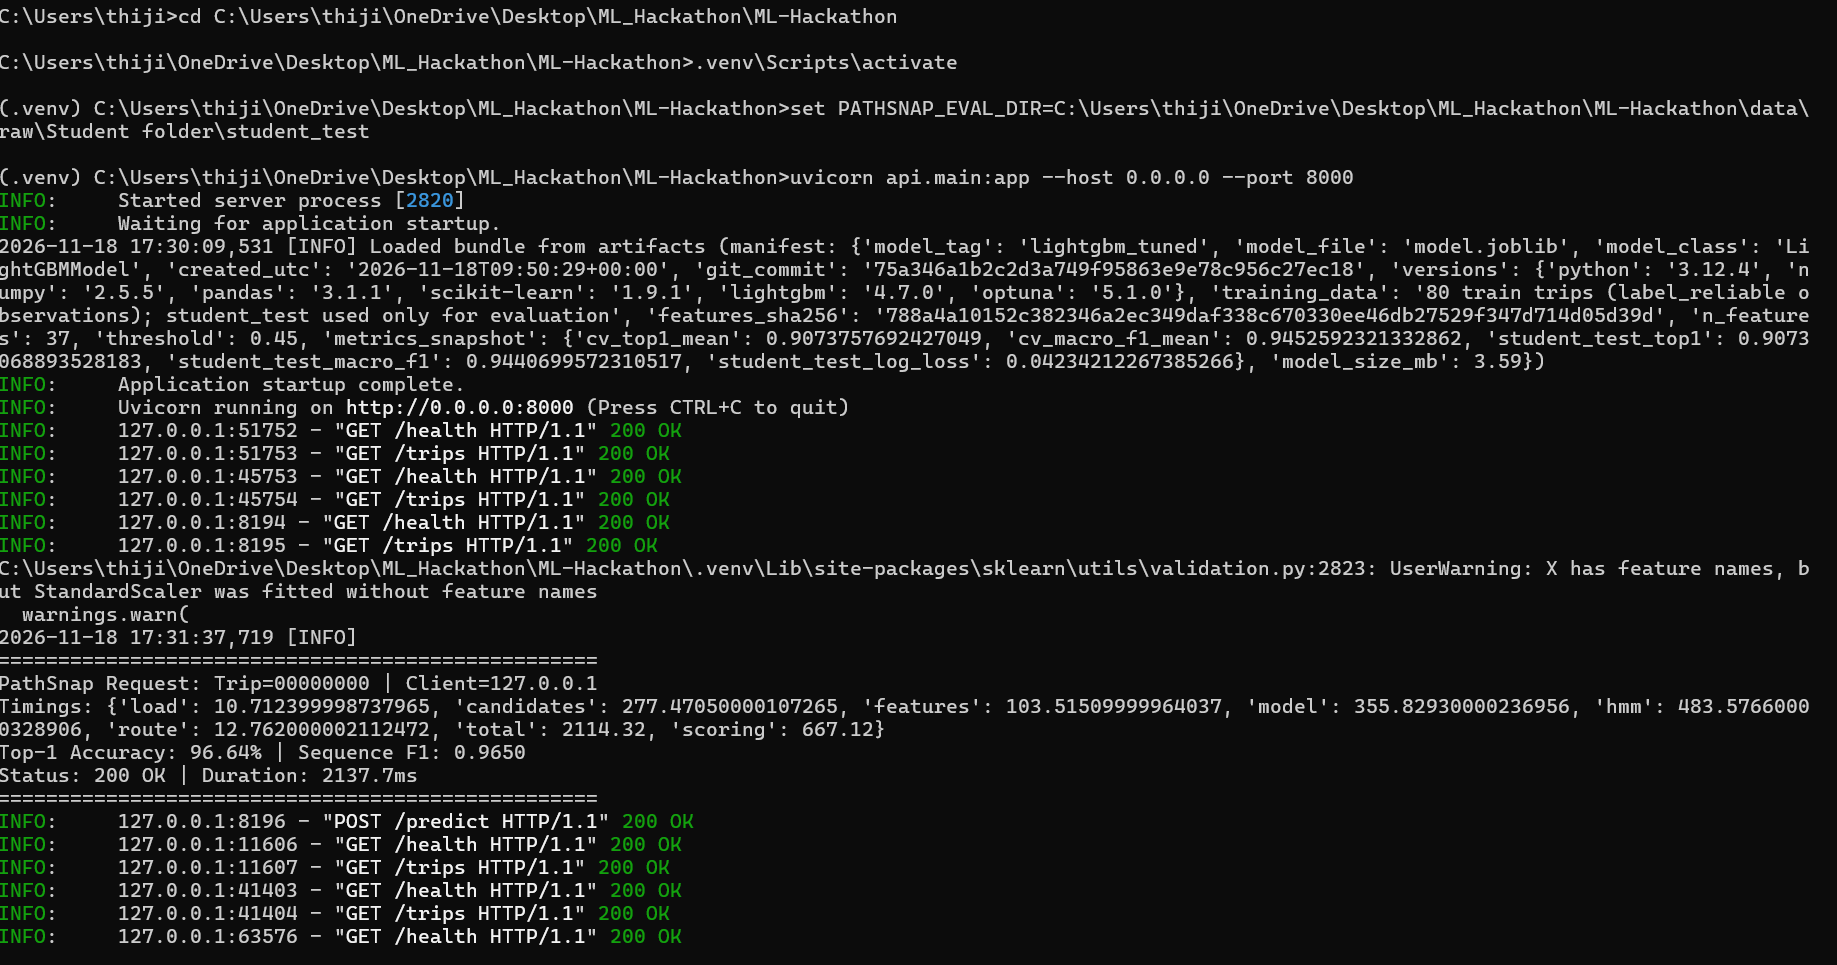 C:\Users\thiji>cd C:\Users\thiji\OneDrive\Desktop\ML_Hackathon\ML-Hackathon
C:\Users\thiji\OneDrive\Desktop\ML_Hackathon\ML-Hackathon>.venv\Scripts\activate
(.venv) C:\Users\thiji\OneDrive\Desktop\ML_Hackathon\ML-Hackathon>set PATHSNAP_EVAL_DIR=C:\Users\thiji\OneDrive\Desktop\ML_Hackathon\ML-Hackathon\data\
raw\Student folder\student_test
(.venv) C:\Users\thiji\OneDrive\Desktop\ML_Hackathon\ML-Hackathon>uvicorn api.main:app --host 0.0.0.0 --port 8000
INFO:     Started server process [2820]
INFO:     Waiting for application startup.
2026-11-18 17:30:09,531 [INFO] Loaded bundle from artifacts (manifest: {'model_tag': 'lightgbm_tuned', 'model_file': 'model.joblib', 'model_class': 'Li
ghtGBMModel', 'created_utc': '2026-11-18T09:50:29+00:00', 'git_commit': '75a346a1b2c2d3a749f95863e9e78c956c27ec18', 'versions': {'python': '3.12.4', 'n
umpy': '2.5.5', 'pandas': '3.1.1', 'scikit-learn': '1.9.1', 'lightgbm': '4.7.0', 'optuna': '5.1.0'}, 'training_data': '80 train trips (label_reliable o
bservations); student_test used only for evaluation', 'features_sha256': '788a4a10152c382346a2ec349daf338c670330ee46db27529f347d714d05d39d', 'n_feature
s': 37, 'threshold': 0.45, 'metrics_snapshot': {'cv_top1_mean': 0.9073757692427049, 'cv_macro_f1_mean': 0.9452592321332862, 'student_test_top1': 0.9073
068893528183, 'student_test_macro_f1': 0.9440699572310517, 'student_test_log_loss': 0.04234212267385266}, 'model_size_mb': 3.59})
INFO:     Application startup complete.
INFO:     Uvicorn running on http://0.0.0.0:8000 (Press CTRL+C to quit)
INFO:     127.0.0.1:51752 - "GET /health HTTP/1.1" 200 OK
INFO:     127.0.0.1:51753 - "GET /trips HTTP/1.1" 200 OK
INFO:     127.0.0.1:45753 - "GET /health HTTP/1.1" 200 OK
INFO:     127.0.0.1:45754 - "GET /trips HTTP/1.1" 200 OK
INFO:     127.0.0.1:8194 - "GET /health HTTP/1.1" 200 OK
INFO:     127.0.0.1:8195 - "GET /trips HTTP/1.1" 200 OK
C:\Users\thiji\OneDrive\Desktop\ML_Hackathon\ML-Hackathon\.venv\Lib\site-packages\sklearn\utils\validation.py:2823: UserWarning: X has feature names, b
ut StandardScaler was fitted without feature names
  warnings.warn(
2026-11-18 17:31:37,719 [INFO]
==================================================
PathSnap Request: Trip=00000000 | Client=127.0.0.1
Timings: {'load': 10.712399998737965, 'candidates': 277.47050000107265, 'features': 103.51509999964037, 'model': 355.82930000236956, 'hmm': 483.5766000
0328906, 'route': 12.762000002112472, 'total': 2114.32, 'scoring': 667.12}
Top-1 Accuracy: 96.64% | Sequence F1: 0.9650
Status: 200 OK | Duration: 2137.7ms
==================================================
INFO:     127.0.0.1:8196 - "POST /predict HTTP/1.1" 200 OK
INFO:     127.0.0.1:11606 - "GET /health HTTP/1.1" 200 OK
INFO:     127.0.0.1:11607 - "GET /trips HTTP/1.1" 200 OK
INFO:     127.0.0.1:41403 - "GET /health HTTP/1.1" 200 OK
INFO:     127.0.0.1:41404 - "GET /trips HTTP/1.1" 200 OK
INFO:     127.0.0.1:63576 - "GET /health HTTP/1.1" 200 OK